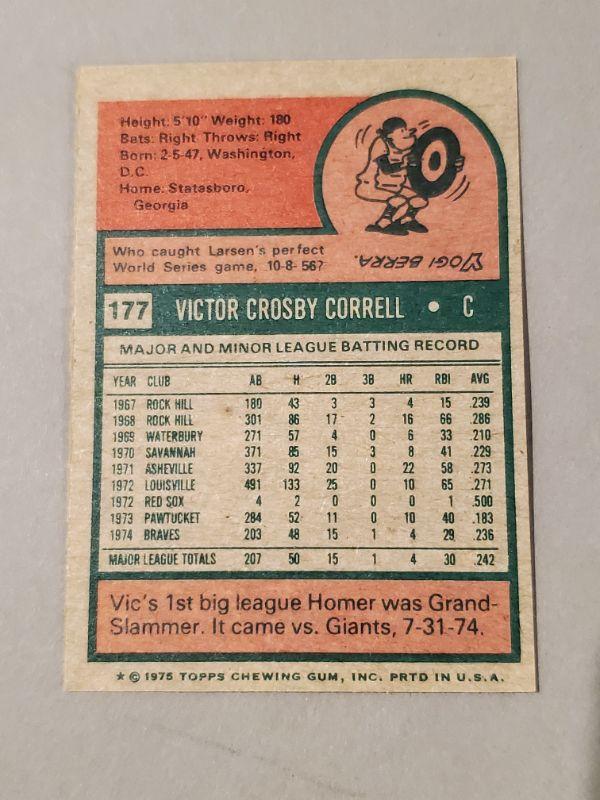 Height: 5'10" Weight: 180
Bats: Right Throws: Right
Born: 2-5-47, Washington,
D.C.
Home: Statasboro,
Georgia
Who caught Larsen's perfect
World Series game, 10-8-56?
YOGI BERRA.
177 VICTOR CROSBY CORRELL • C
MAJOR AND MINOR LEAGUE BATTING RECORD
YEAR CLUB AB H 2B 3B HR RBI AVG
1967 ROCK HILL 180 43 3 3 4 15 .239
1968 ROCK HILL 301 86 17 2 16 66 .286
1969 WATERBURY 271 57 4 0 6 33 .210
1970 SAVANNAH 371 85 15 3 8 41 .229
1971 ASHEVILLE 337 92 20 0 22 58 .273
1972 LOUISVILLE 491 133 25 0 10 65 .271
1972 RED SOX 4 2 0 0 0 1 .500
1973 PAWTUCKET 284 52 11 0 10 40 .183
1974 BRAVES 203 48 15 1 4 29 .236
MAJOR LEAGUE TOTALS 207 50 15 1 4 30 .242
Vic's 1st big league Homer was Grand-
Slammer. It came vs. Giants, 7-31-74.
★ © 1975 TOPPS CHEWING GUM, INC. PRTD IN U.S.A.